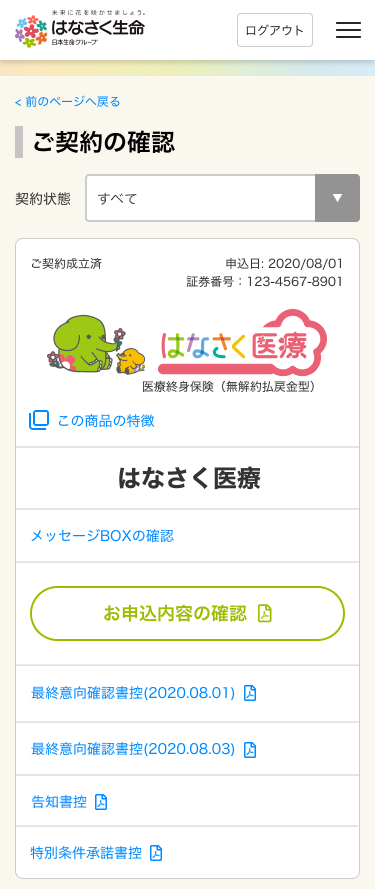 未来に花を咲かせましょう。
はなさく生命
日本生命グループ
ログアウト
< 前のページへ戻る
ご契約の確認
契約状態
すべて
ご契約成立済
申込日: 2020/08/01
証券番号：123-4567-8901
はなさく医療
医療終身保険（無解約払戻金型）
この商品の特徴
はなさく医療
メッセージBOXの確認
お申込内容の確認
最終意向確認書控(2020.08.01)
最終意向確認書控(2020.08.03)
告知書控
特別条件承諾書控